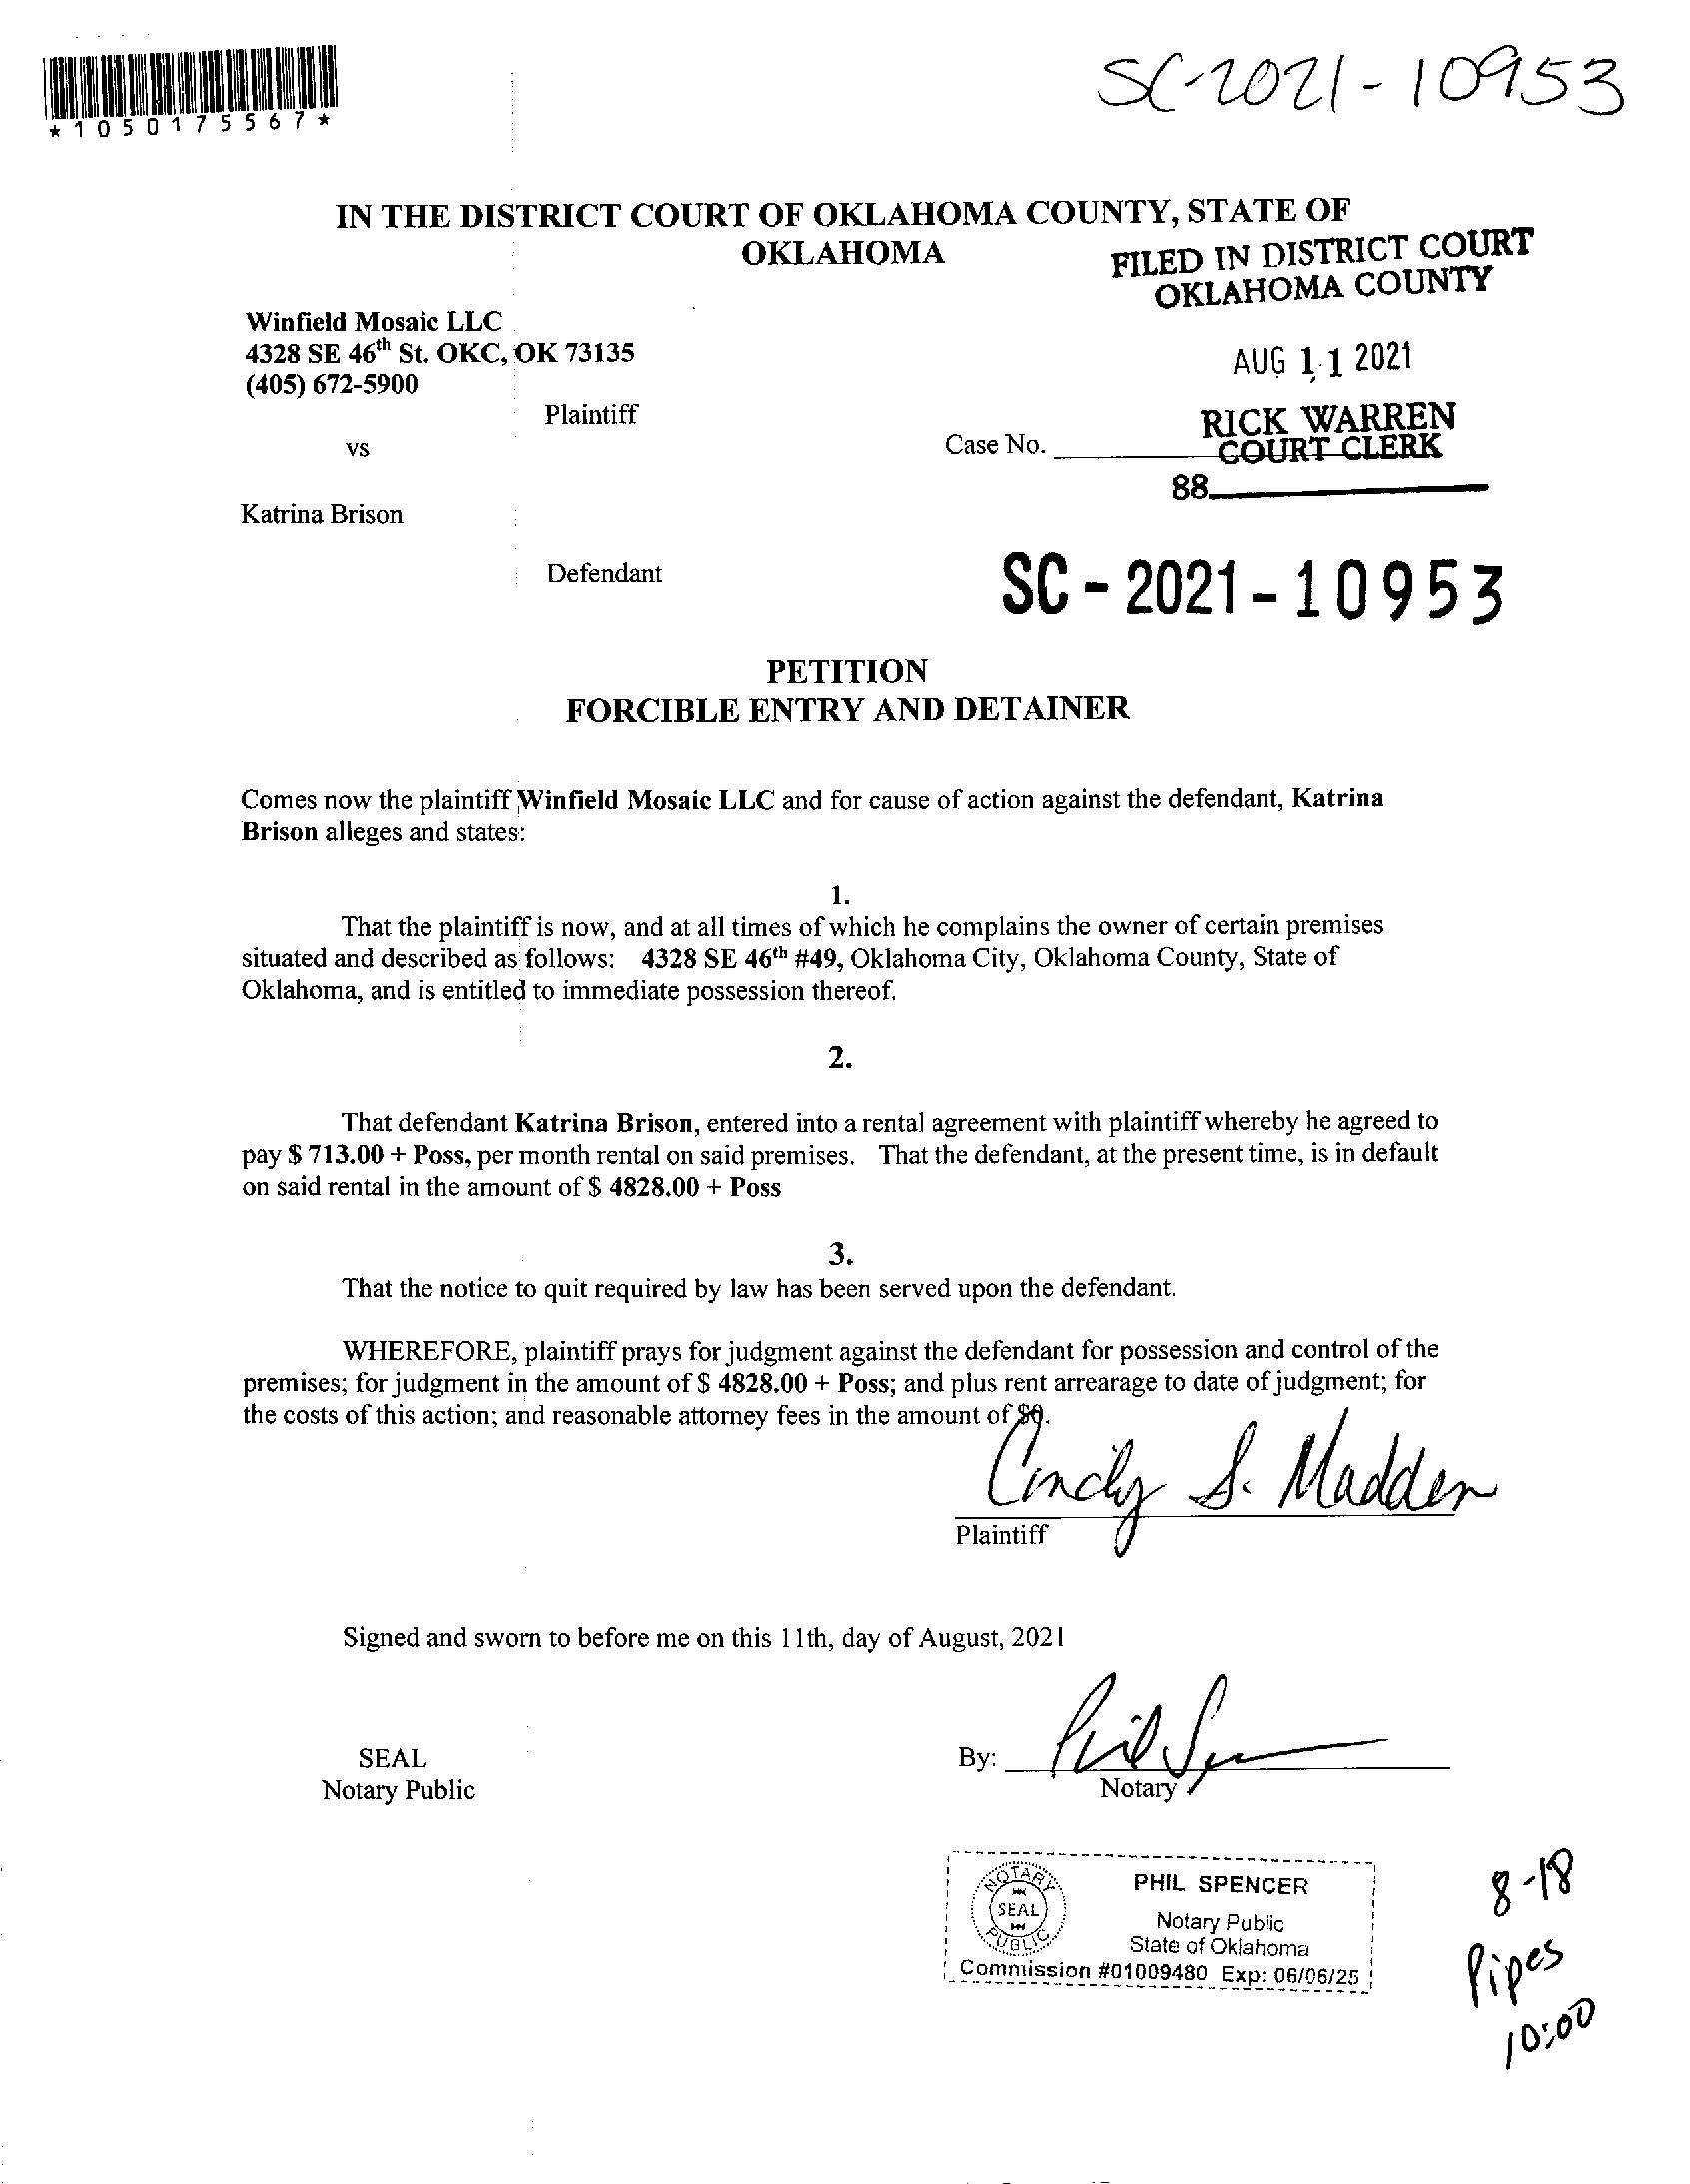 SC-2021-10953
*1050175567*
IN THE DISTRICT COURT OF OKLAHOMA COUNTY, STATE OF
OKLAHOMA
FILED IN DISTRICT COURT
OKLAHOMA COUNTY
Winfield Mosaic LLC
4328 SE 46th St. OKC, OK 73135
(405) 672-5900
AUG 11 2021
Plaintiff
RICK WARREN
COURT CLERK
vs
Case No.
88
Katrina Brison
Defendant
SC-2021-10953
PETITION
FORCIBLE ENTRY AND DETAINER
Comes now the plaintiff Winfield Mosaic LLC and for cause of action against the defendant, Katrina
Brison alleges and states:
1.
That the plaintiff is now, and at all times of which he complains the owner of certain premises
situated and described as follows: 4328 SE 46th #49, Oklahoma City, Oklahoma County, State of
Oklahoma, and is entitled to immediate possession thereof.
2.
That defendant Katrina Brison, entered into a rental agreement with plaintiff whereby he agreed to
pay $ 713.00 + Poss, per month rental on said premises. That the defendant, at the present time, is in default
on said rental in the amount of $ 4828.00 + Poss
3.
That the notice to quit required by law has been served upon the defendant.
WHEREFORE, plaintiff prays for judgment against the defendant for possession and control of the
premises; for judgment in the amount of $ 4828.00 + Poss; and plus rent arrearage to date of judgment; for
the costs of this action; and reasonable attorney fees in the amount of $0.
Cindy S. Madden
Plaintiff
Signed and sworn to before me on this 11th, day of August, 2021
SEAL
Notary Public
By: Phil Spencer
Notary
NOTARY
SEAL
PUBLIC
PHIL SPENCER
Notary Public
State of Oklahoma
Commission #01009480 Exp: 06/06/25
8-18
Pipes
10:00